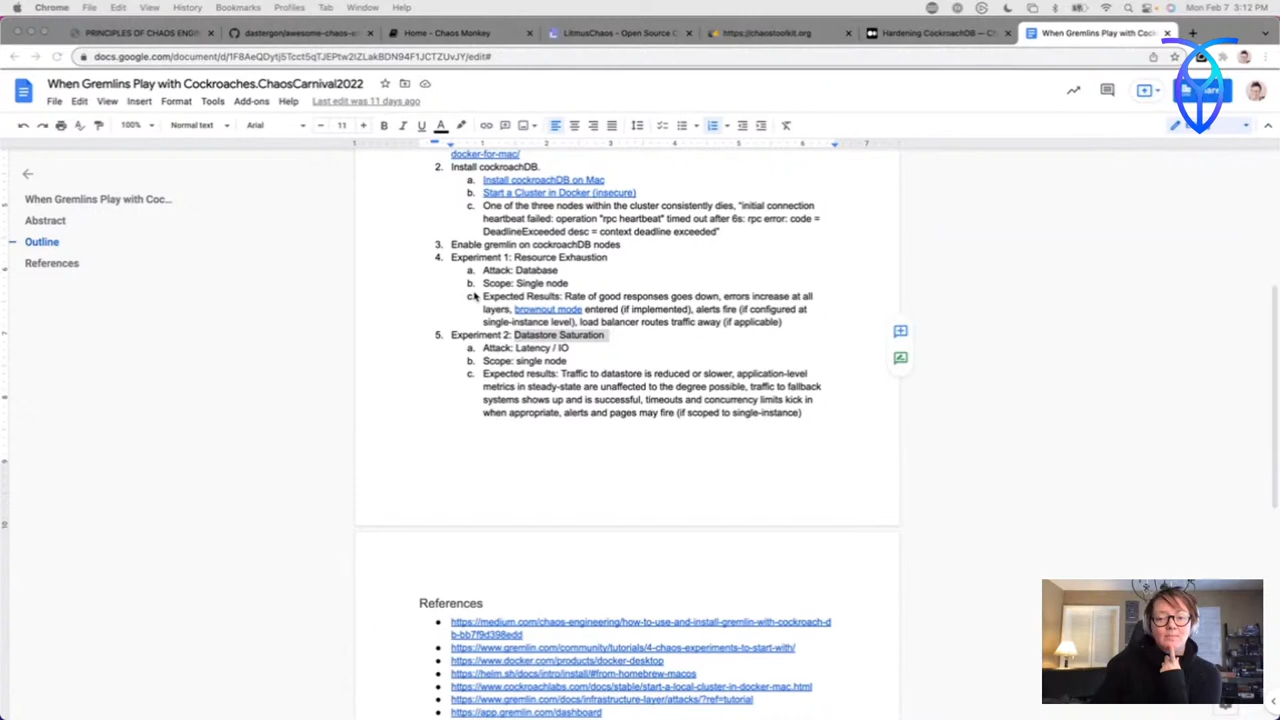 Chrome File Edit View History Bookmarks Profiles Tab Window Help Mon Feb 7 3:12 PM
PRINCIPLES OF CHAOS ENG dastergon/awesome-chaos-e Home - Chaos Monkey LitmusChaos - Open Source C https://chaostoolkit.org Hardening CockroachDB — Ch When Gremlins Play with Cock
docs.google.com/document/d/1F8AeQDytj5Tcct5qTJEPtw2IZLakBDN94F1JCTZUvJY/edit#
When Gremlins Play with Cockroaches.ChaosCarnival2022
File Edit View Insert Format Tools Add-ons Help Last edit was 11 days ago
100% Normal text Arial 11
docker-for-mac/
2. Install cockroachDB.
a. Install cockroachDB on Mac
b. Start a Cluster in Docker (insecure)
c. One of the three nodes within the cluster consistently dies, "initial connection
heartbeat failed: operation "rpc heartbeat" timed out after 6s: rpc error: code =
DeadlineExceeded desc = context deadline exceeded"
3. Enable gremlin on cockroachDB nodes
4. Experiment 1: Resource Exhaustion
a. Attack: Database
b. Scope: Single node
c. Expected Results: Rate of good responses goes down, errors increase at all
layers, brownout mode entered (if implemented), alerts fire (if configured at
single-instance level), load balancer routes traffic away (if applicable)
5. Experiment 2: Datastore Saturation
a. Attack: Latency / IO
b. Scope: single node
c. Expected results: Traffic to datastore is reduced or slower, application-level
metrics in steady-state are unaffected to the degree possible, traffic to fallback
systems shows up and is successful, timeouts and concurrency limits kick in
when appropriate, alerts and pages may fire (if scoped to single-instance)
When Gremlins Play with Coc...
Abstract
Outline
References
References
https://medium.com/chaos-engineering/how-to-use-and-install-gremlin-with-cockroach-d
b-bb7f9d398edd
https://www.gremlin.com/community/tutorials/4-chaos-experiments-to-start-with/
https://www.docker.com/products/docker-desktop
https://helm.sh/docs/intro/install/#from-homebrew-macos
https://www.cockroachlabs.com/docs/stable/start-a-local-cluster-in-docker-mac.html
https://www.gremlin.com/docs/infrastructure-layer/attacks/?ref=tutorial
https://app.gremlin.com/dashboard